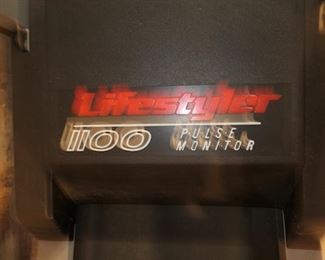 Lifestyler
1100 PULSE
MONITOR